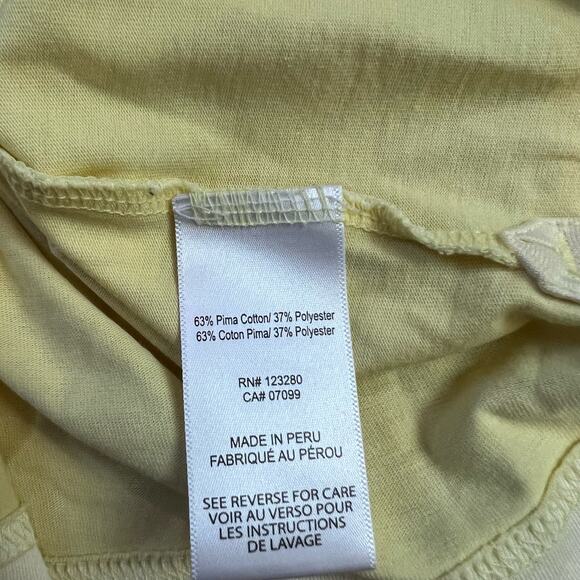 63% Pima Cotton/ 37% Polyester
63% Coton Pima/ 37% Polyester
RN# 123280
CA# 07099
MADE IN PERU
FABRIQUÉ AU PÉROU
SEE REVERSE FOR CARE
VOIR AU VERSO POUR
LES INSTRUCTIONS
DE LAVAGE